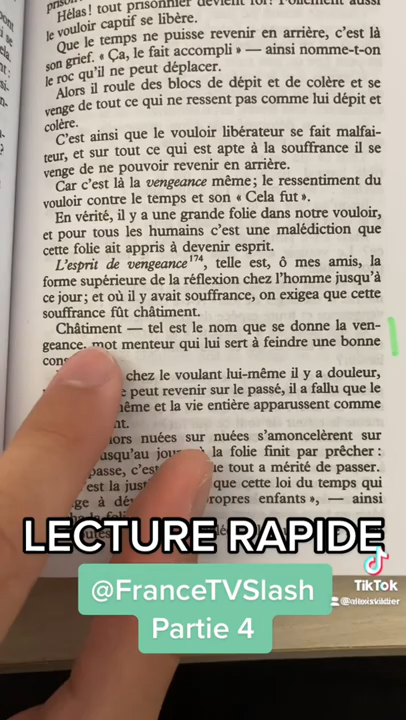 Hélas! tout prisonnier devient fou! Follement aussi
le vouloir captif se libère.
Que le temps ne puisse revenir en arrière, c'est là
son grief. « Ça, le fait accompli » — ainsi nomme-t-on
le roc qu'il ne peut déplacer.
Alors il roule des blocs de dépit et de colère et se
venge de tout ce qui ne ressent pas comme lui dépit et
colère.
C'est ainsi que le vouloir libérateur se fait malfai-
teur, et sur tout ce qui est apte à la souffrance il se
venge de ne pouvoir revenir en arrière.
Car c'est là la vengeance même; le ressentiment du
vouloir contre le temps et son « Cela fut ».
En vérité, il y a une grande folie dans notre vouloir,
et pour tous les humains c'est une malédiction que
cette folie ait appris à devenir esprit.
L'esprit de vengeance174, telle est, ô mes amis, la
forme supérieure de la réflexion chez l'homme jusqu'à
ce jour; et où il y avait souffrance, on exigea que cette
souffrance fût châtiment.
Châtiment — tel est le nom que se donne la ven-
geance, mot menteur qui lui sert à feindre une bonne
cons
chez le voulant lui-même il y a douleur,
peut revenir sur le passé, il a fallu que le
même et la vie entière apparussent comme
nt.
lors nuées sur nuées s'amoncelèrent sur
usqu'au jour la folie finit par prêcher :
passe, c'est ue tout a mérité de passer.
est la just que cette loi du temps qui
ge à dév propres enfants », — ainsi
LECTURE RAPIDE
TikTok
@FranceTVSlash
Partie 4